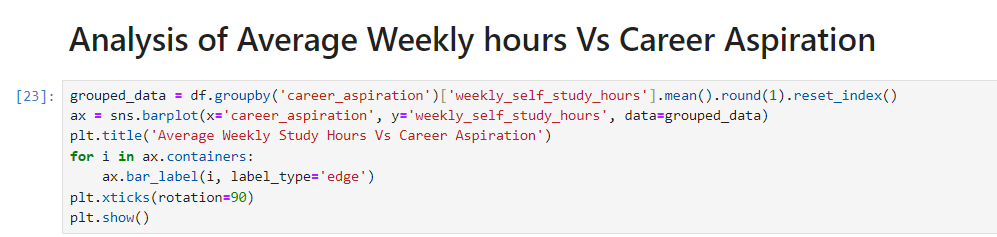 Analysis of Average Weekly hours Vs Career Aspiration
[23]: grouped_data = df.groupby('career_aspiration')['weekly_self_study_hours'].mean().round(1).reset_index()
ax = sns.barplot(x='career_aspiration', y='weekly_self_study_hours', data=grouped_data)
plt.title('Average Weekly Study Hours Vs Career Aspiration')
for i in ax.containers:
    ax.bar_label(i, label_type='edge')
plt.xticks(rotation=90)
plt.show()